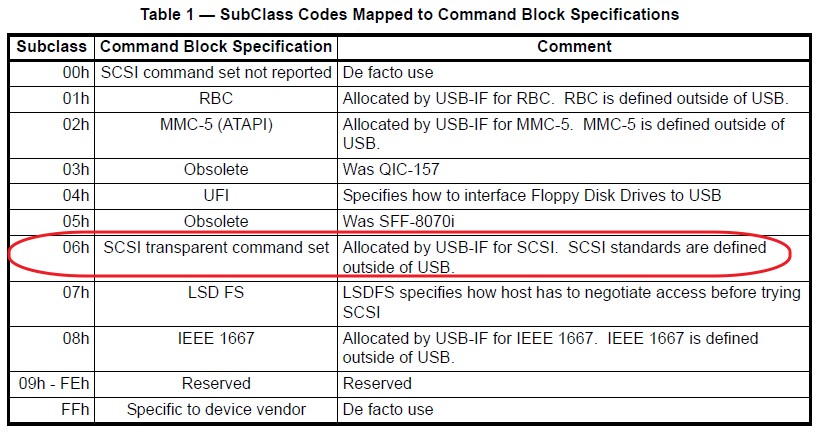 Table 1 — SubClass Codes Mapped to Command Block Specifications
Subclass Command Block Specification Comment
00h SCSI command set not reported De facto use
01h RBC Allocated by USB-IF for RBC. RBC is defined outside of USB.
02h MMC-5 (ATAPI) Allocated by USB-IF for MMC-5. MMC-5 is defined outside of
USB.
03h Obsolete Was QIC-157
04h UFI Specifies how to interface Floppy Disk Drives to USB
05h Obsolete Was SFF-8070i
06h SCSI transparent command set Allocated by USB-IF for SCSI. SCSI standards are defined
outside of USB.
07h LSD FS LSDFS specifies how host has to negotiate access before trying
SCSI
08h IEEE 1667 Allocated by USB-IF for IEEE 1667. IEEE 1667 is defined
outside of USB.
09h - FEh Reserved Reserved
FFh Specific to device vendor De facto use